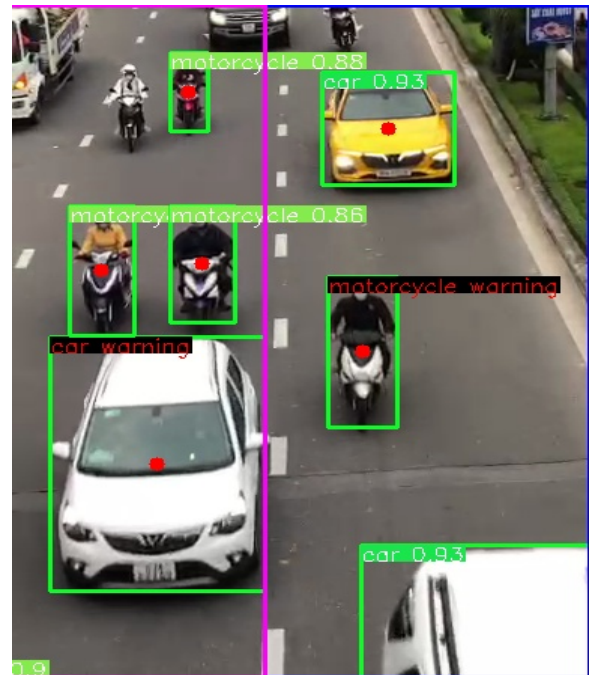 motorcycle 0.88
car 0.93
motorcy
motorcycle 0.86
motorcycle warning
car warning
car 0.93
0.9